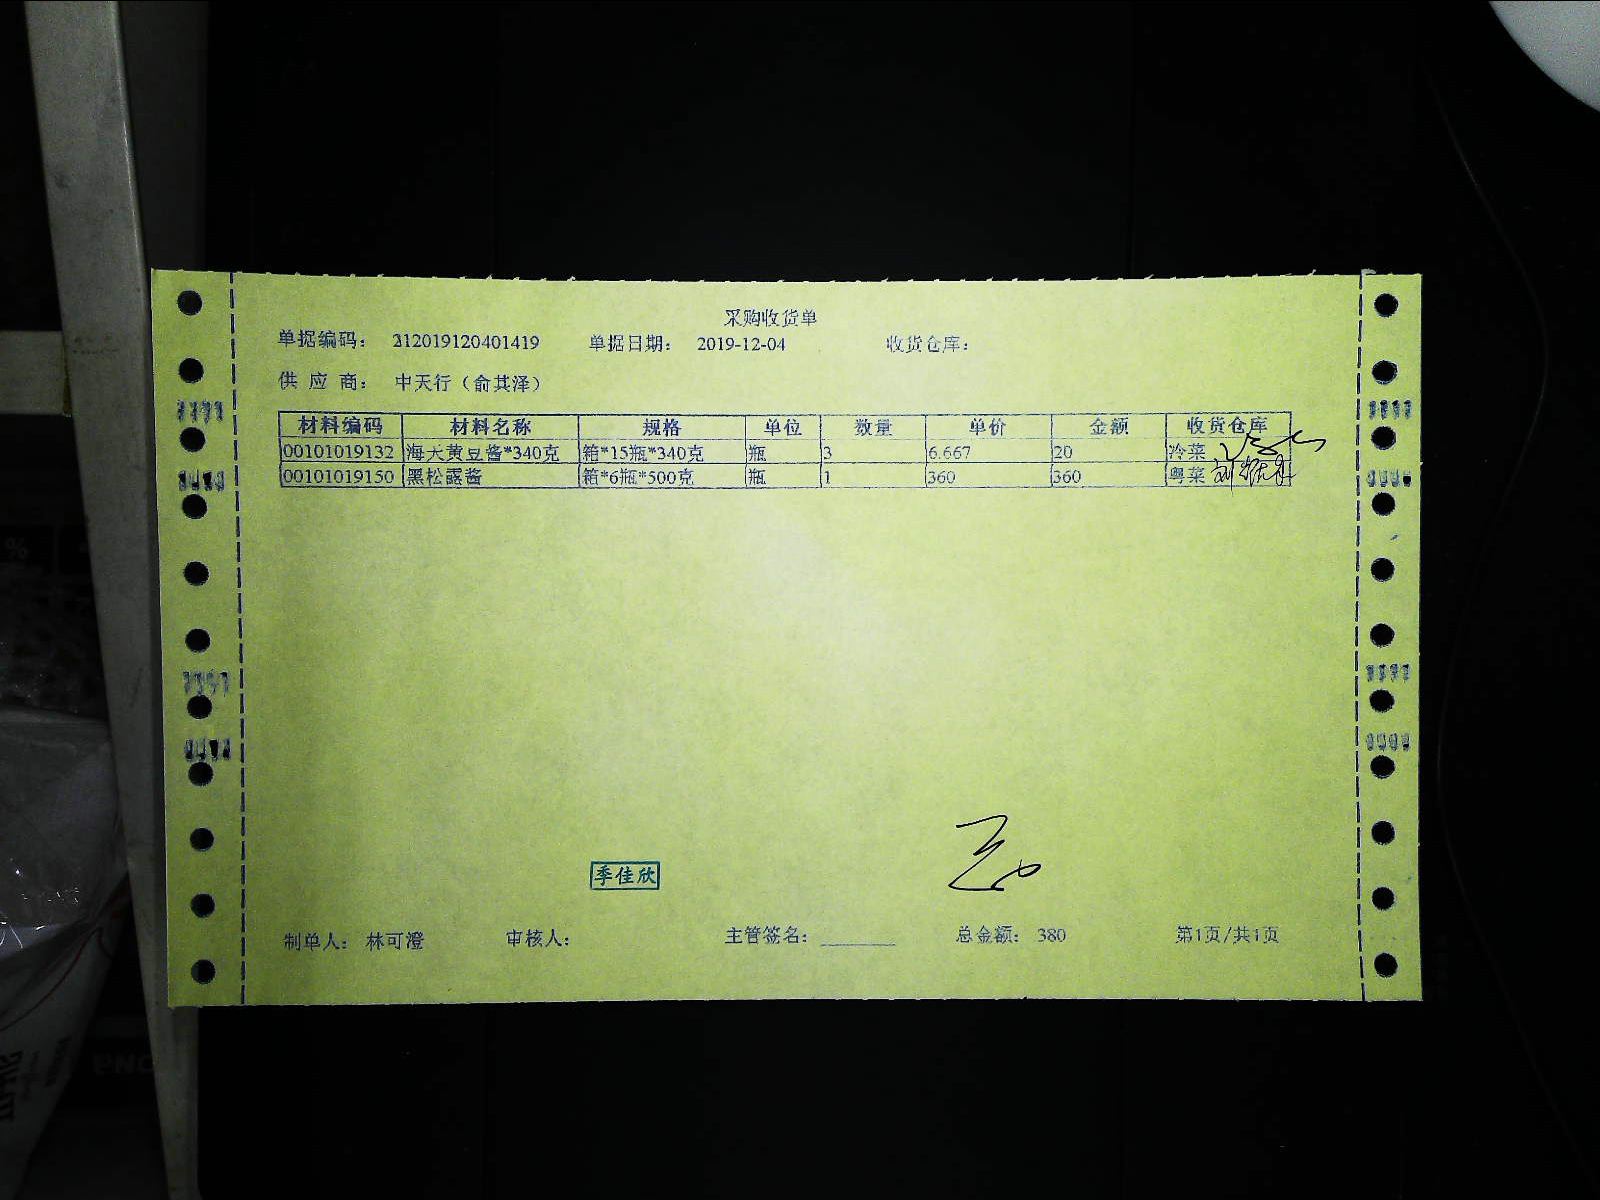 采购收货单
单据编码： 212019120401419 单据日期： 2019-12-04 收货仓库：
供 应 商： 中天行（俞其泽）
材料编码 材料名称 规格 单位 数量 单价 金额 收货仓库
00101019132 海天黄豆酱*340克 箱*15瓶*340克 瓶 3 6.667 20 冷菜
00101019150 黑松露酱 箱*6瓶*500克 瓶 1 360 360 粤菜
季佳欣
制单人： 林可澄 审核人： 主管签名：_______ 总金额： 380 第1页/共1页